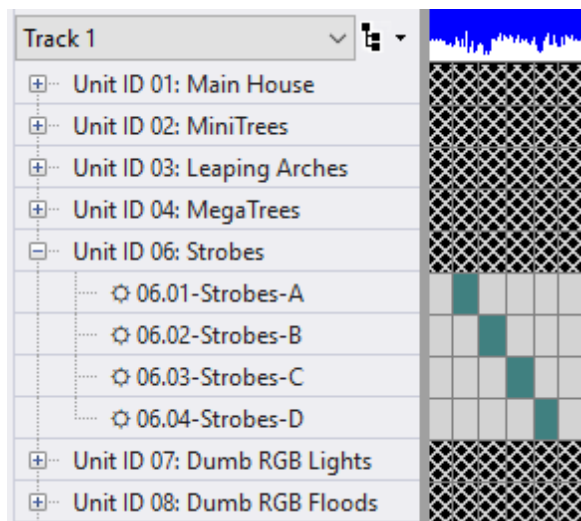 Track 1
Unit ID 01: Main House
Unit ID 02: MiniTrees
Unit ID 03: Leaping Arches
Unit ID 04: MegaTrees
Unit ID 06: Strobes
06.01-Strobes-A
06.02-Strobes-B
06.03-Strobes-C
06.04-Strobes-D
Unit ID 07: Dumb RGB Lights
Unit ID 08: Dumb RGB Floods